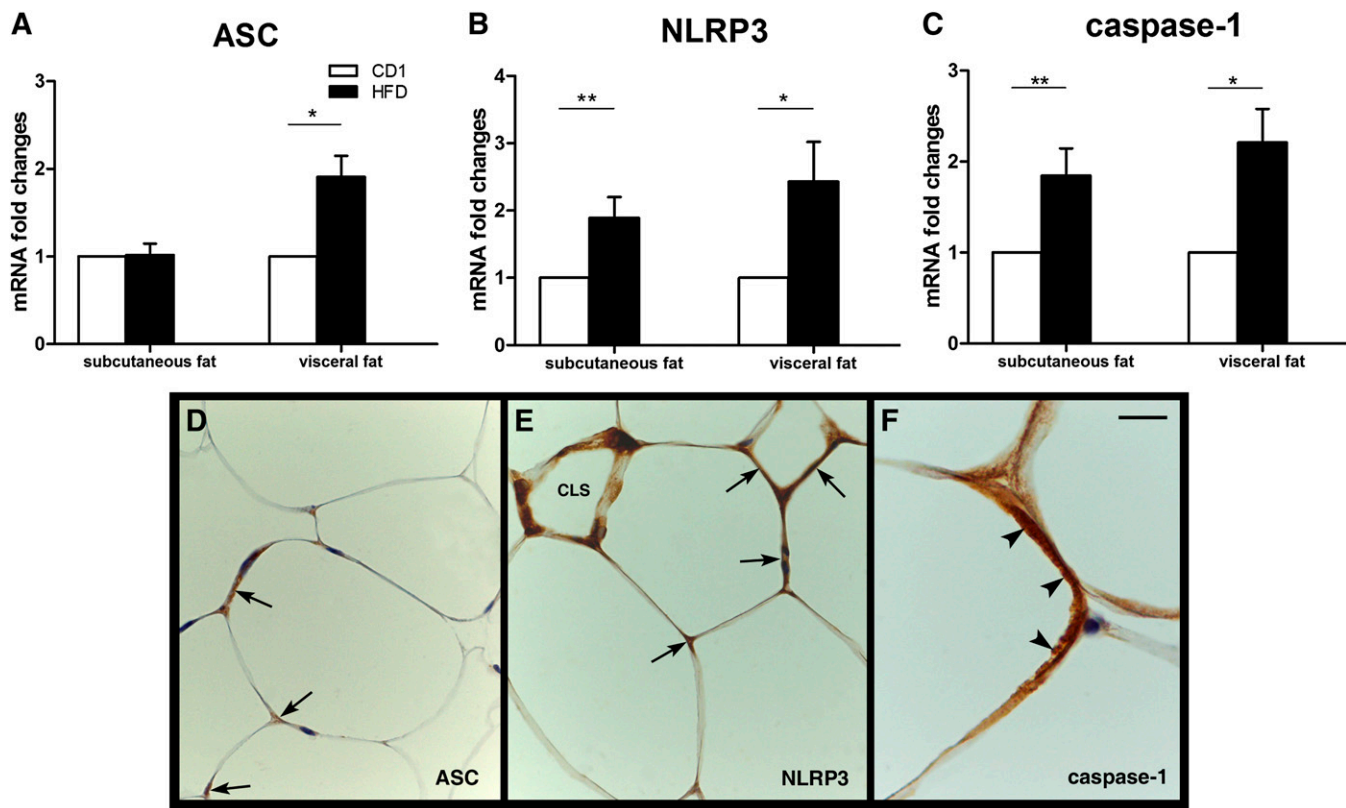 A
ASC
CD1
HFD
*
mRNA fold changes
3
2
1
0
subcutaneous fat
visceral fat
B
NLRP3
**
*
mRNA fold changes
4
3
2
1
0
subcutaneous fat
visceral fat
C
caspase-1
**
*
mRNA fold changes
3
2
1
0
subcutaneous fat
visceral fat
D
ASC
E
CLS
NLRP3
F
caspase-1